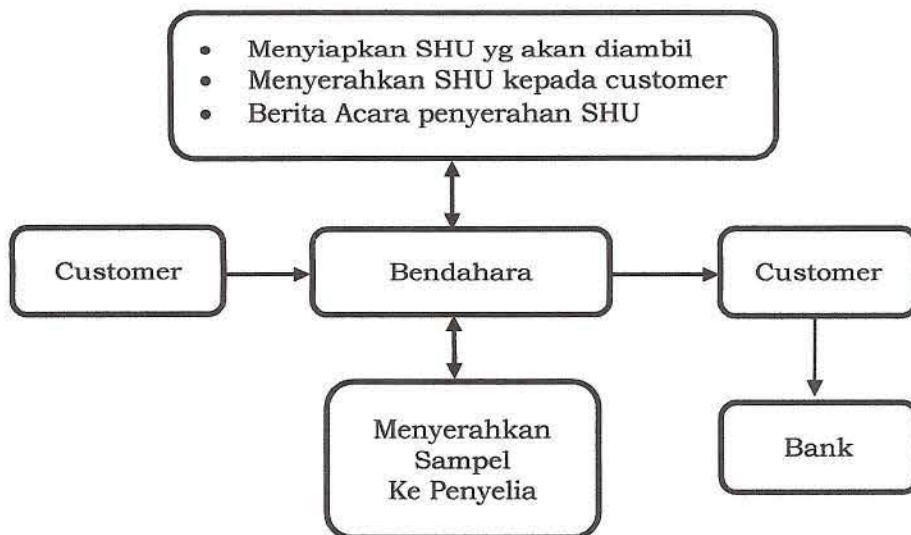 • Menyiapkan SHU yg akan diambil
• Menyerahkan SHU kepada customer
• Berita Acara penyerahan SHU
Customer
Bendahara
Customer
Menyerahkan
Sampel
Ke Penyelia
Bank